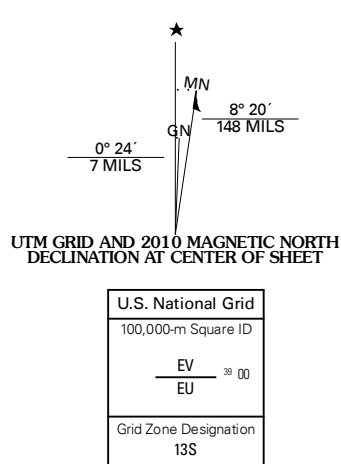 ★
MN
8° 20´
148 MILS
GN
0° 24´
7 MILS
UTM GRID AND 2010 MAGNETIC NORTH
DECLINATION AT CENTER OF SHEET
U.S. National Grid
100,000-m Square ID
EV
39 00
EU
Grid Zone Designation
13S